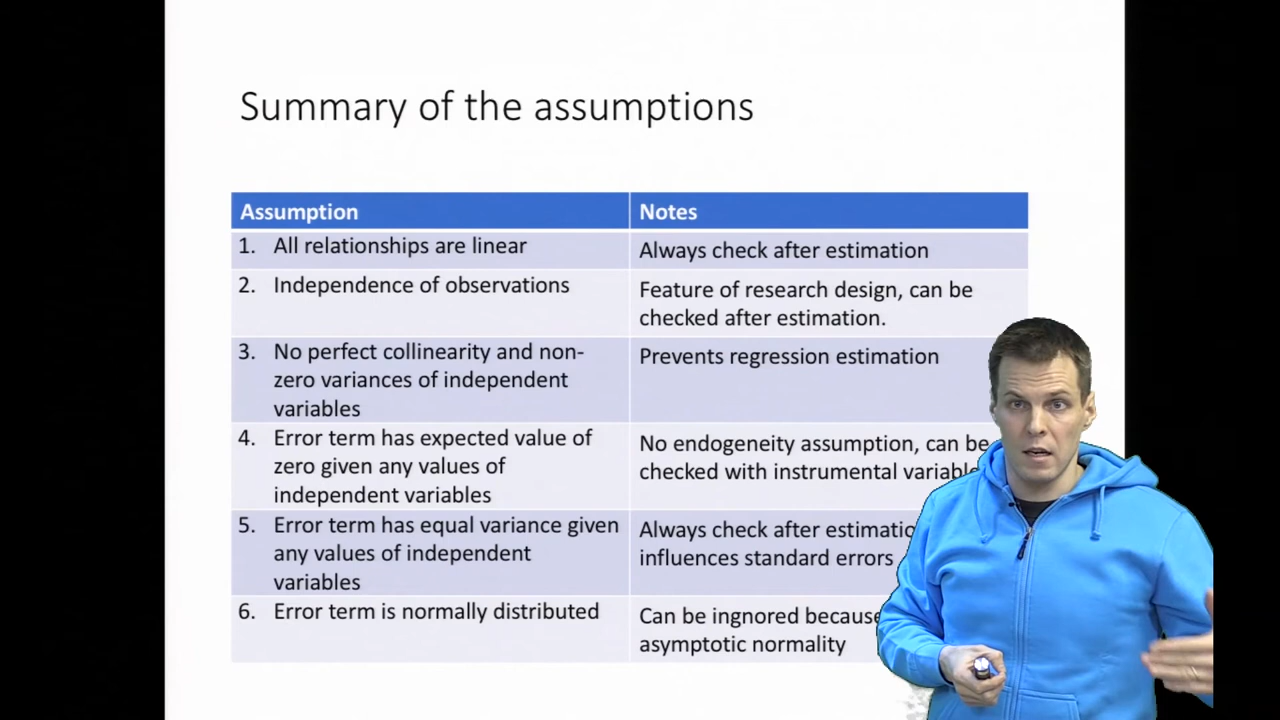 Summary of the assumptions
Assumption
Notes
1. All relationships are linear
Always check after estimation
2. Independence of observations
Feature of research design, can be
checked after estimation.
3. No perfect collinearity and non-
zero variances of independent
variables
Prevents regression estimation
4. Error term has expected value of
zero given any values of
independent variables
No endogeneity assumption, can be
checked with instrumental
5. Error term has equal variance given
any values of independent
variables
Always check after
influences standard errors
6. Error term is normally distributed
Can be ingnored because
asymptotic normality